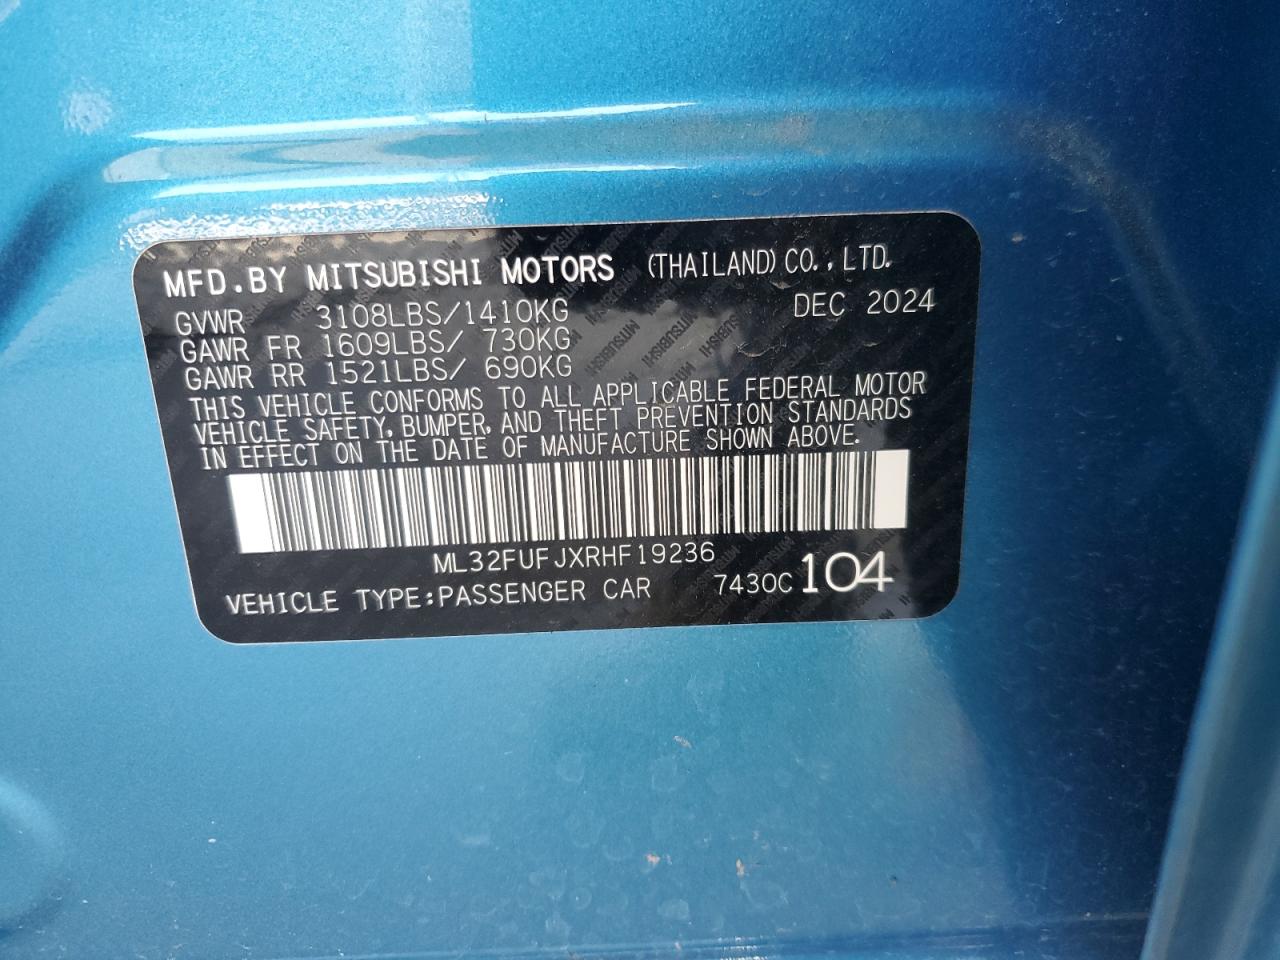 MFD.BY MITSUBISHI MOTORS (THAILAND) CO., LTD.
GVWR 3108LBS/1410KG DEC 2024
GAWR FR 1609LBS/ 730KG
GAWR RR 1521LBS/ 690KG
THIS VEHICLE CONFORMS TO ALL APPLICABLE FEDERAL MOTOR
VEHICLE SAFETY, BUMPER, AND THEFT PREVENTION STANDARDS
IN EFFECT ON THE DATE OF MANUFACTURE SHOWN ABOVE.
ML32FUFJXRHF19236
VEHICLE TYPE:PASSENGER CAR 7430C 104